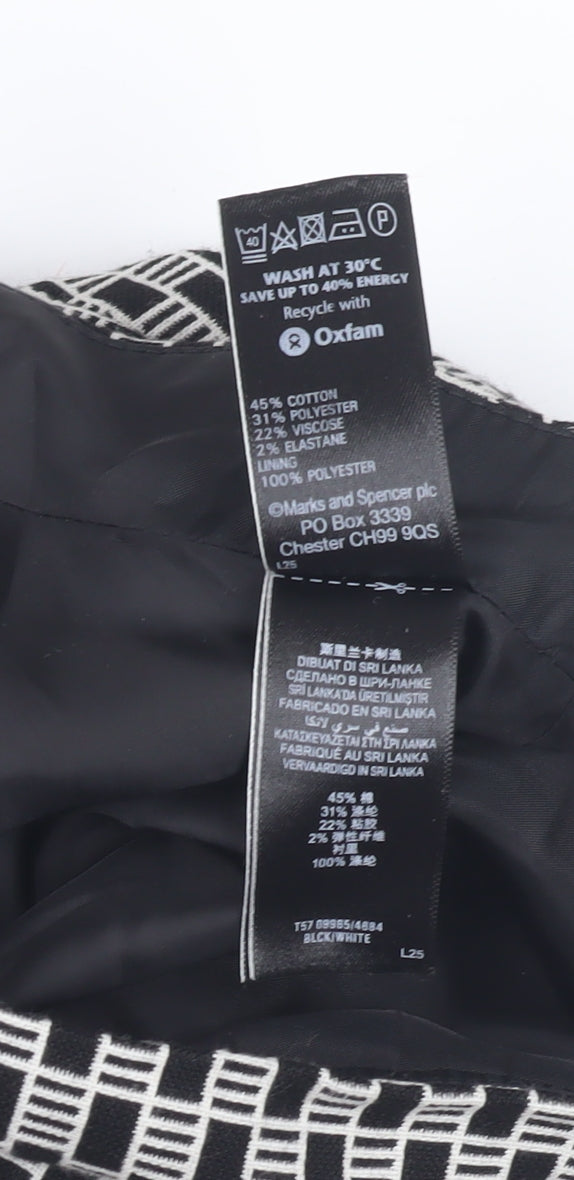 40
P
WASH AT 30°C
SAVE UP TO 40% ENERGY
Recycle with
Oxfam
45% COTTON
31% POLYESTER
22% VISCOSE
2% ELASTANE
LINING
100% POLYESTER
©Marks and Spencer plc
PO Box 3339
Chester CH99 9QS
L25
斯里兰卡制造
DIBUAT DI SRI LANKA
СДЕЛАНО В ШРИ-ЛАНКЕ
SRİ LANKA'DA ÜRETİLMİŞTİR
FABRICADO EN SRI LANKA
صنع في سري لانكا
ΚΑΤΑΣΚΕΥΑΖΕΤΑΙ ΣΤΗ ΣΡΙ ΛΑΝΚΑ
FABRIQUÉ AU SRI LANKA
VERVAARDIGD IN SRI LANKA
45% 棉
31% 涤纶
22% 粘胶
2% 弹性纤维
衬里
100% 涤纶
T57
BLCK/WHITE
L25